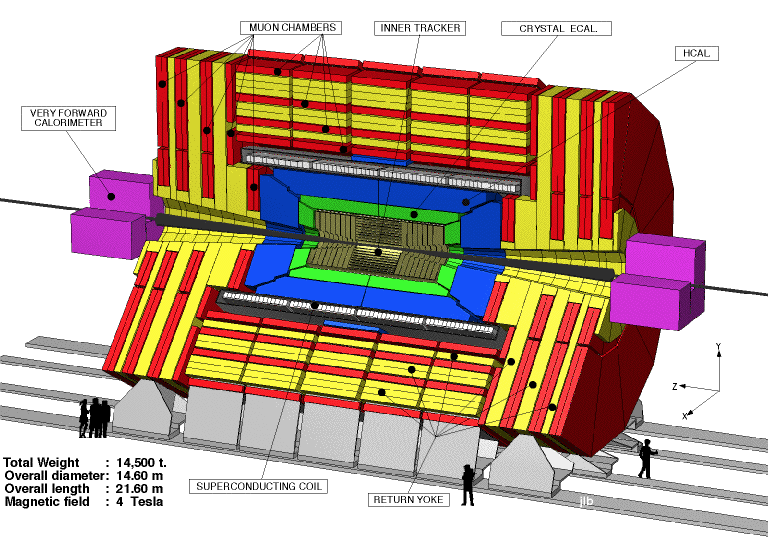 MUON CHAMBERS
INNER TRACKER
CRYSTAL ECAL.
HCAL.
VERY FORWARD
CALORIMETER
Y
Z
X
Total Weight : 14,500 t.
Overall diameter: 14.60 m
Overall length : 21.60 m
Magnetic field : 4 Tesla
SUPERCONDUCTING COIL
RETURN YOKE
jlb